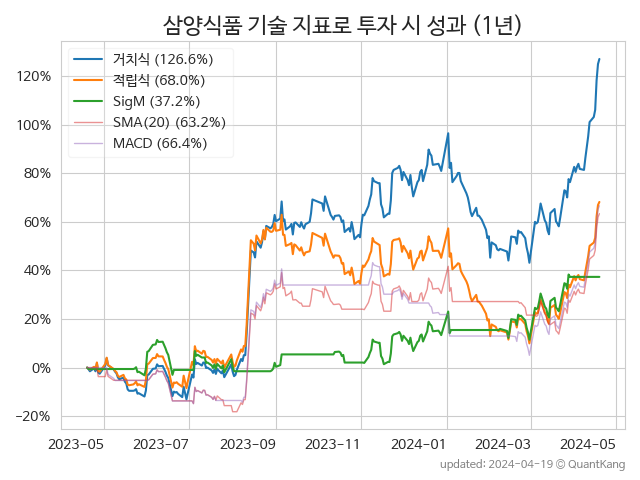 삼양식품 기술 지표로 투자 시 성과 (1년)
거치식 (126.6%)
적립식 (68.0%)
SigM (37.2%)
SMA(20) (63.2%)
MACD (66.4%)
120%
100%
80%
60%
40%
20%
0%
−20%
2023-05 2023-07 2023-09 2023-11 2024-01 2024-03 2024-05
updated: 2024-04-19 © QuantKang